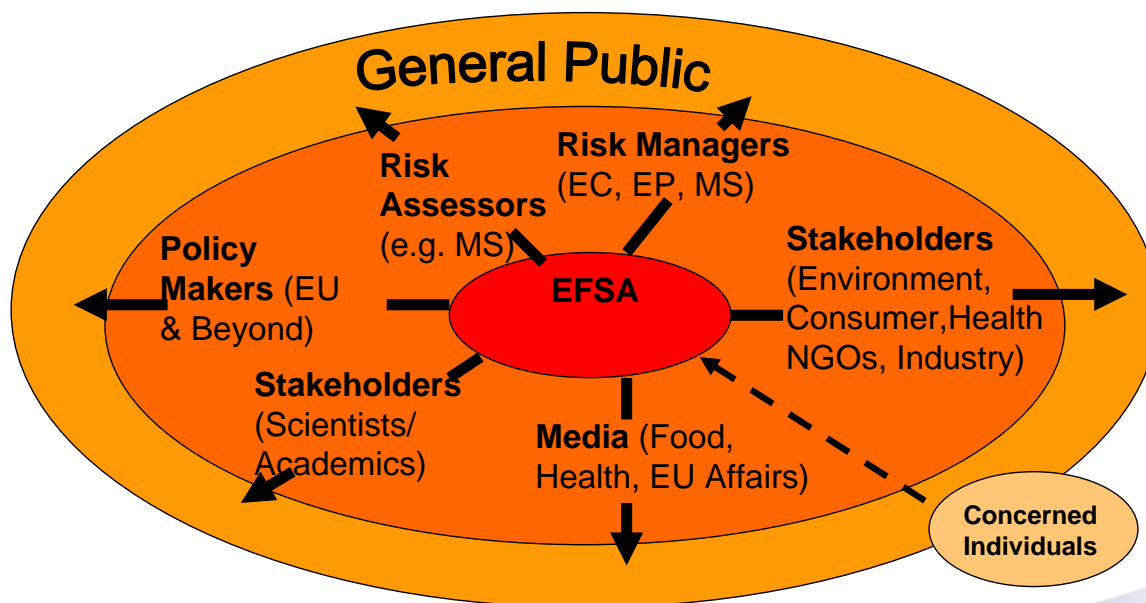 General Public
Risk Managers
(EC, EP, MS)
Risk
Assessors
(e.g. MS)
Policy
Makers (EU
& Beyond)
Stakeholders
(Environment,
Consumer,Health
NGOs, Industry)
EFSA
Stakeholders
(Scientists/
Academics)
Media (Food,
Health, EU Affairs)
Concerned
Individuals